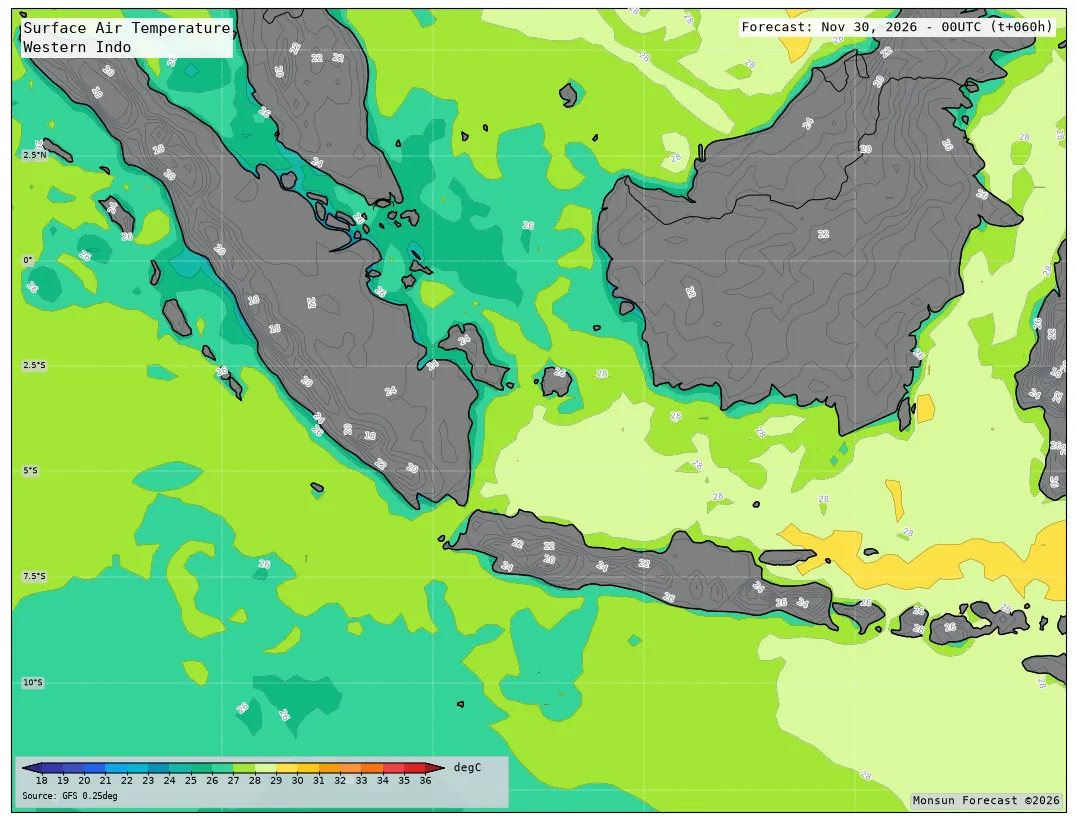 Surface Air Temperature
Western Indo
Forecast: Nov 30, 2026 - 00UTC (t+060h)
2.5°N
0°
2.5°S
5°S
7.5°S
10°S
18 19 20 21 22 23 24 25 26 27 28 29 30 31 32 33 34 35 36
degC
Source: GFS 0.25deg
Monsun Forecast ©2026